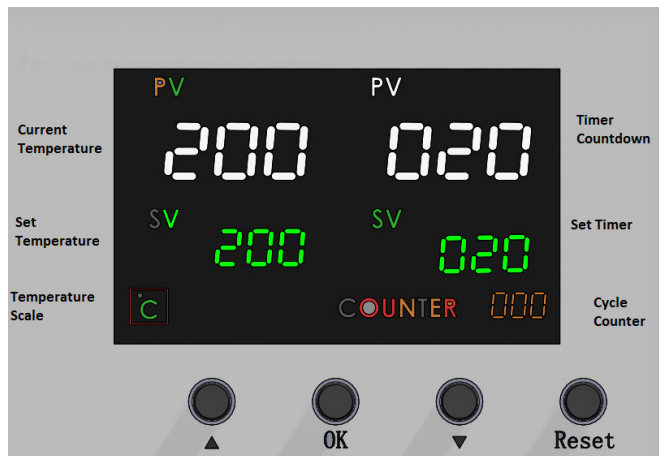 PV
PV
Current
Temperature
200
020
Timer
Countdown
Set
Temperature
SV
200
SV
020
Set Timer
Temperature
Scale
°C
COUNTER
000
Cycle
Counter
▲
OK
▼
Reset